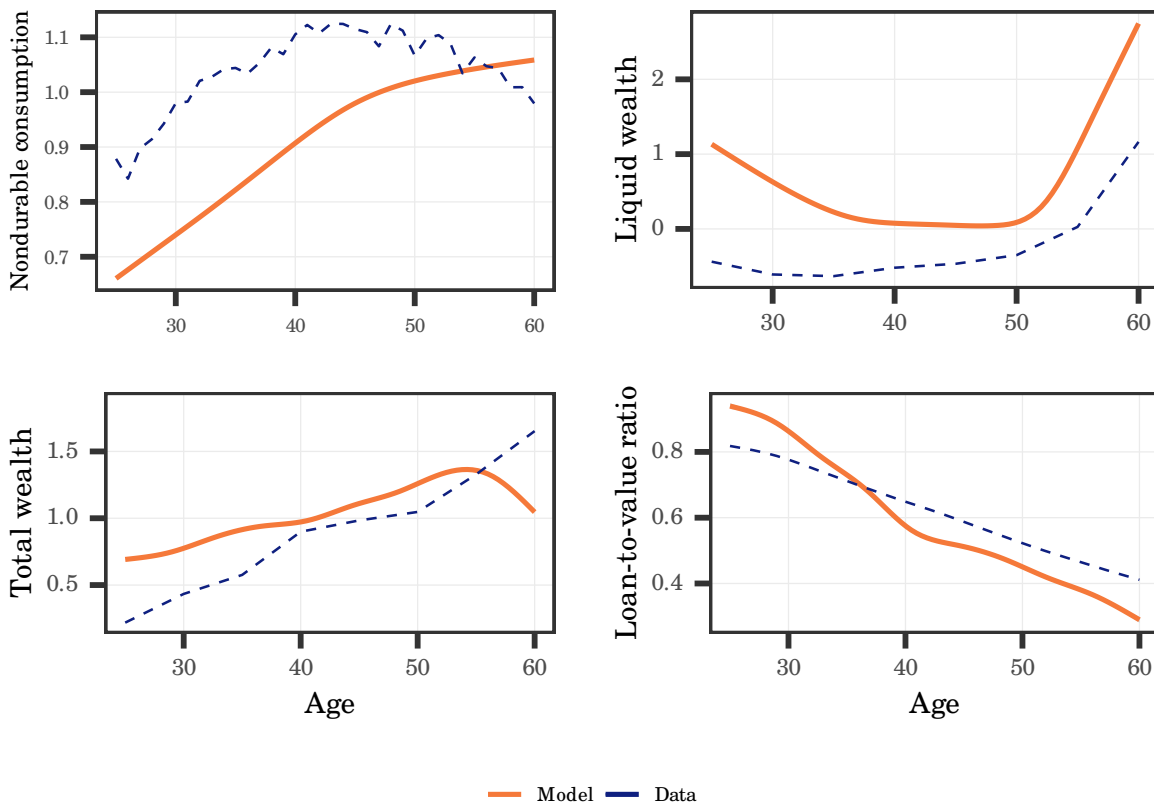 Nondurable consumption
1.1
1.0
0.9
0.8
0.7
30 40 50 60
Liquid wealth
2
1
0
30 40 50 60
Total wealth
1.5
1.0
0.5
30 40 50 60
Age
Loan-to-value ratio
0.8
0.6
0.4
30 40 50 60
Age
Model Data